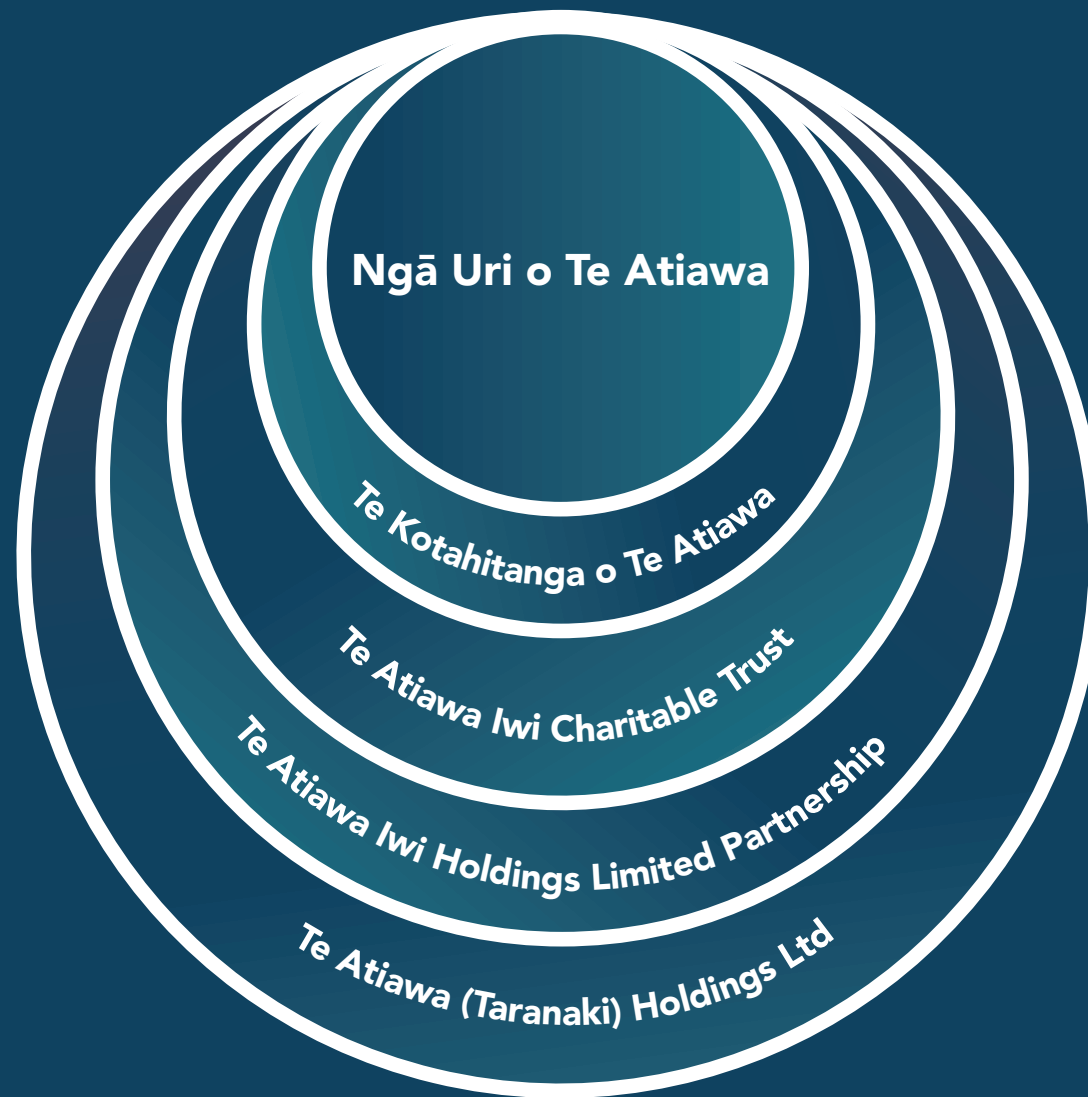 Ngā Uri o Te Atiawa
Te Kotahitanga o Te Atiawa
Te Atiawa Iwi Charitable Trust
Te Atiawa Iwi Holdings Limited Partnership
Te Atiawa (Taranaki) Holdings Ltd